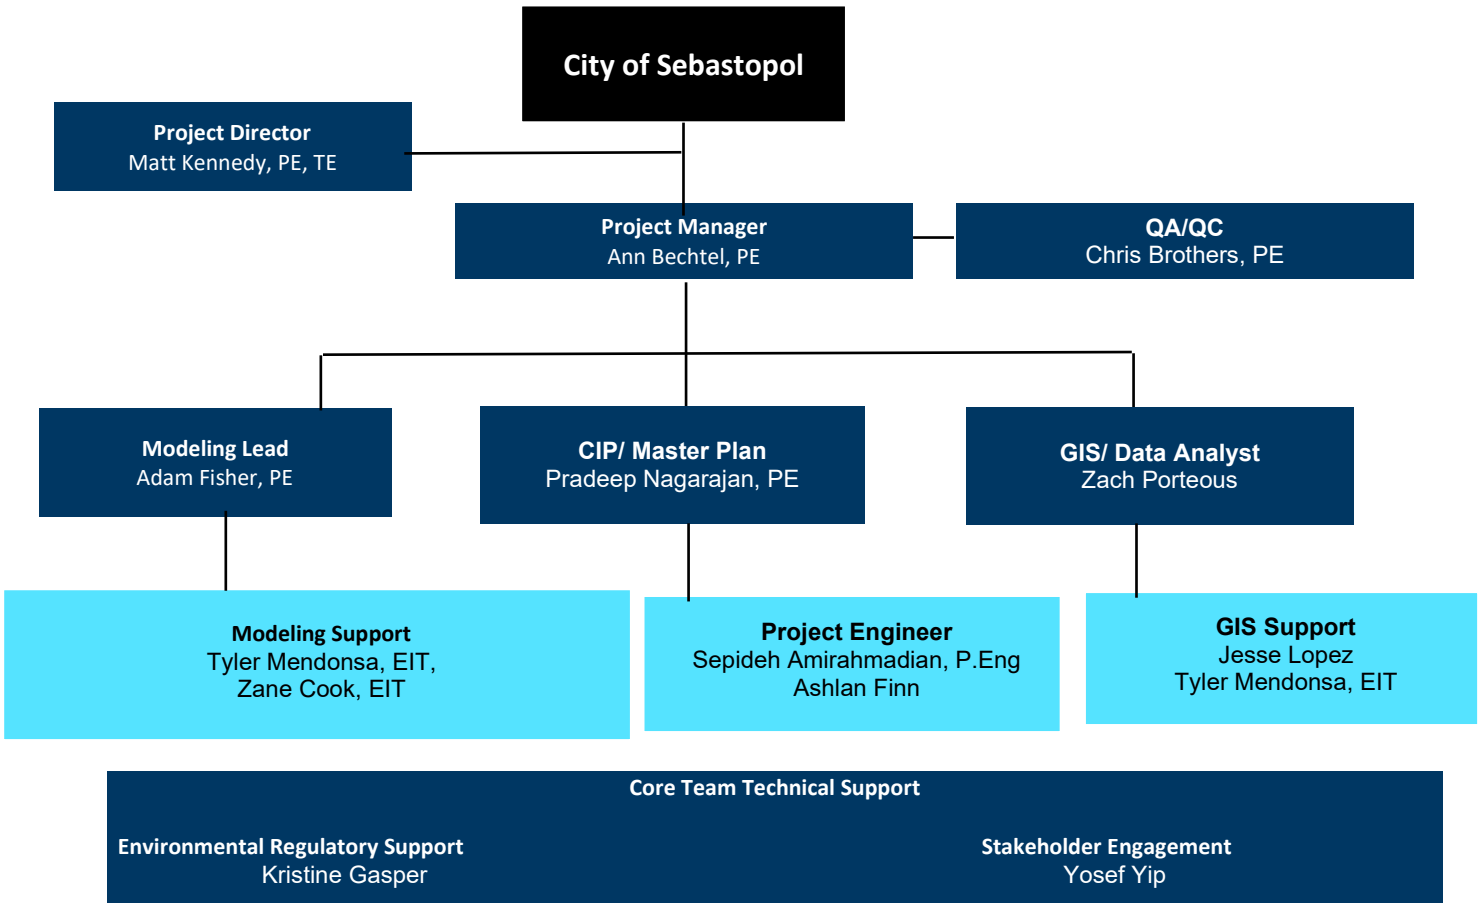 City of Sebastopol
Project Director
Matt Kennedy, PE, TE
Project Manager
Ann Bechtel, PE
QA/QC
Chris Brothers, PE
Modeling Lead
Adam Fisher, PE
CIP/ Master Plan
Pradeep Nagarajan, PE
GIS/ Data Analyst
Zach Porteous
Modeling Support
Tyler Mendonsa, EIT,
Zane Cook, EIT
Project Engineer
Sepideh Amirahmadian, P.Eng
Ashlan Finn
GIS Support
Jesse Lopez
Tyler Mendonsa, EIT
Core Team Technical Support
Environmental Regulatory Support
Kristine Gasper
Stakeholder Engagement
Yosef Yip